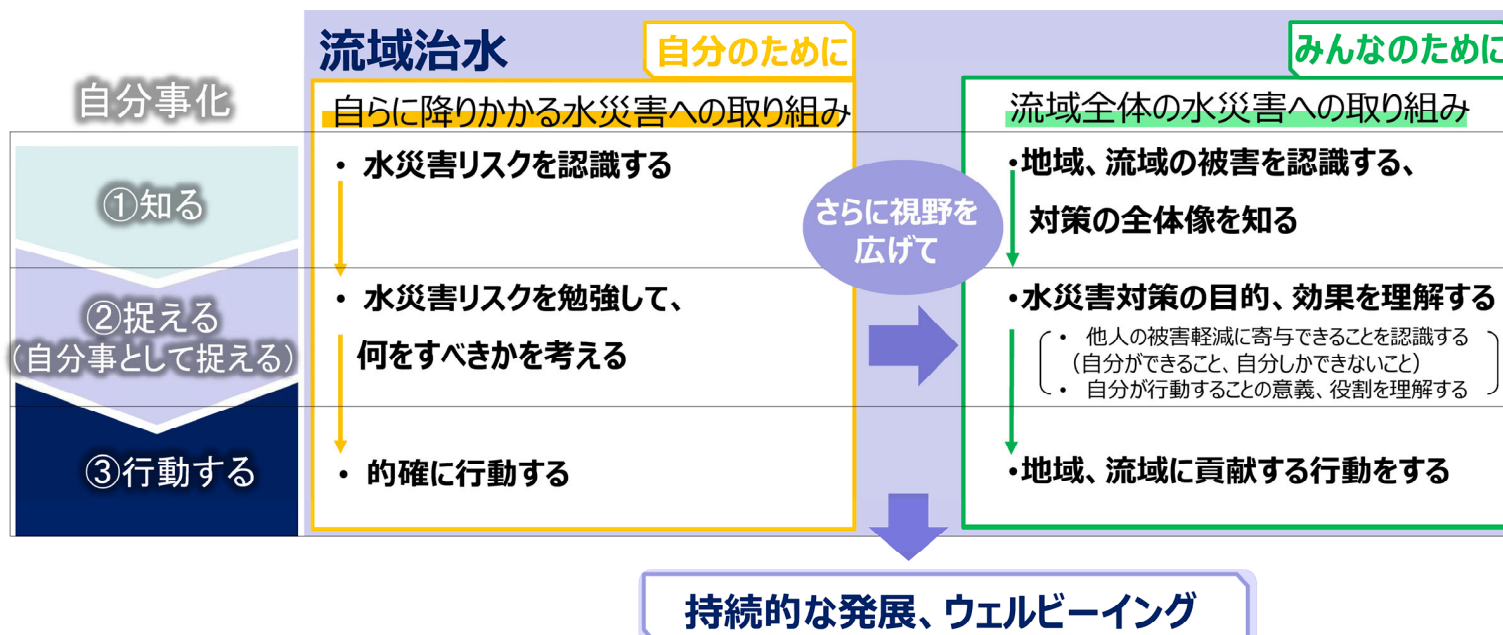 流域治水
自分のために
みんなのために
自分事化
自らに降りかかる水災害への取り組み
流域全体の水災害への取り組み
①知る
・ 水災害リスクを認識する
さらに視野を
広げて
・地域、流域の被害を認識する、
対策の全体像を知る
②捉える
(自分事として捉える)
・ 水災害リスクを勉強して、
何をすべきかを考える
・水災害対策の目的、効果を理解する
・ 他人の被害軽減に寄与できることを認識する
(自分ができること、自分しかできないこと)
・ 自分が行動することの意義、役割を理解する
③行動する
・ 的確に行動する
・地域、流域に貢献する行動をする
持続的な発展、ウェルビーイング